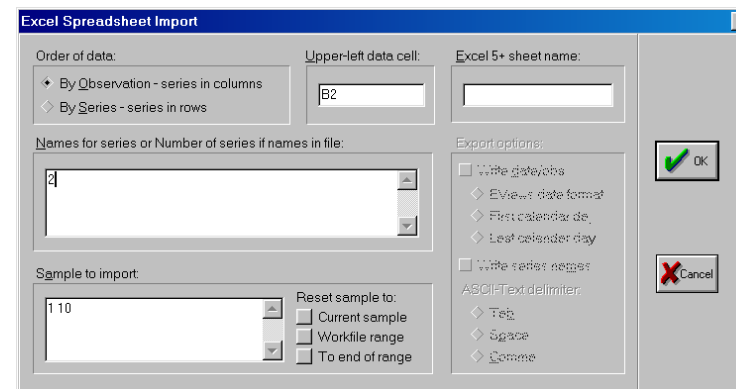 Excel Spreadsheet Import
Order of data:
By Observation - series in columns
By Series - series in rows
Upper-left data cell:
B2
Excel 5+ sheet name:
Names for series or Number of series if names in file:
2
Export options:
Write date/obs
EViews date format
First calendar day
Last calendar day
Write series names
ASCII-Text delimiter:
Tab
Space
Comma
Sample to import:
1 10
Reset sample to:
Current sample
Workfile range
To end of range
OK
Cancel